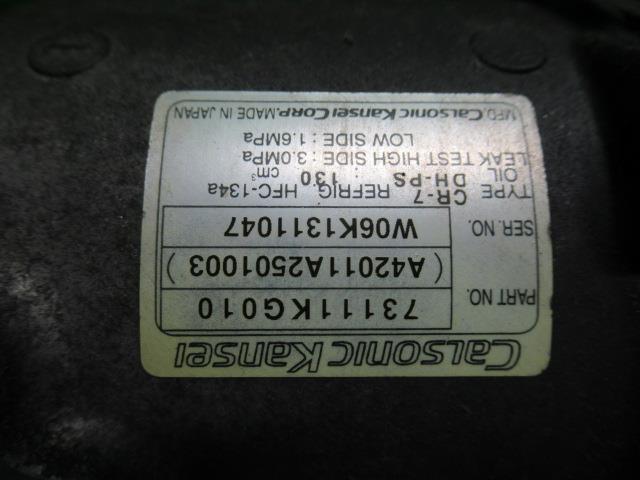 Calsonic Kansei
PART NO. 73111KG010
(A42011A2501003)
SER. NO. W06K1311047
TYPE CR-7 REFRIG. HFC-134a
OIL DH-PS : 130 cm³
LEAK TEST HIGH SIDE : 3.0MPa
LOW SIDE : 1.6MPa
MFD. CALSONIC KANSEI CORP. MADE IN JAPAN